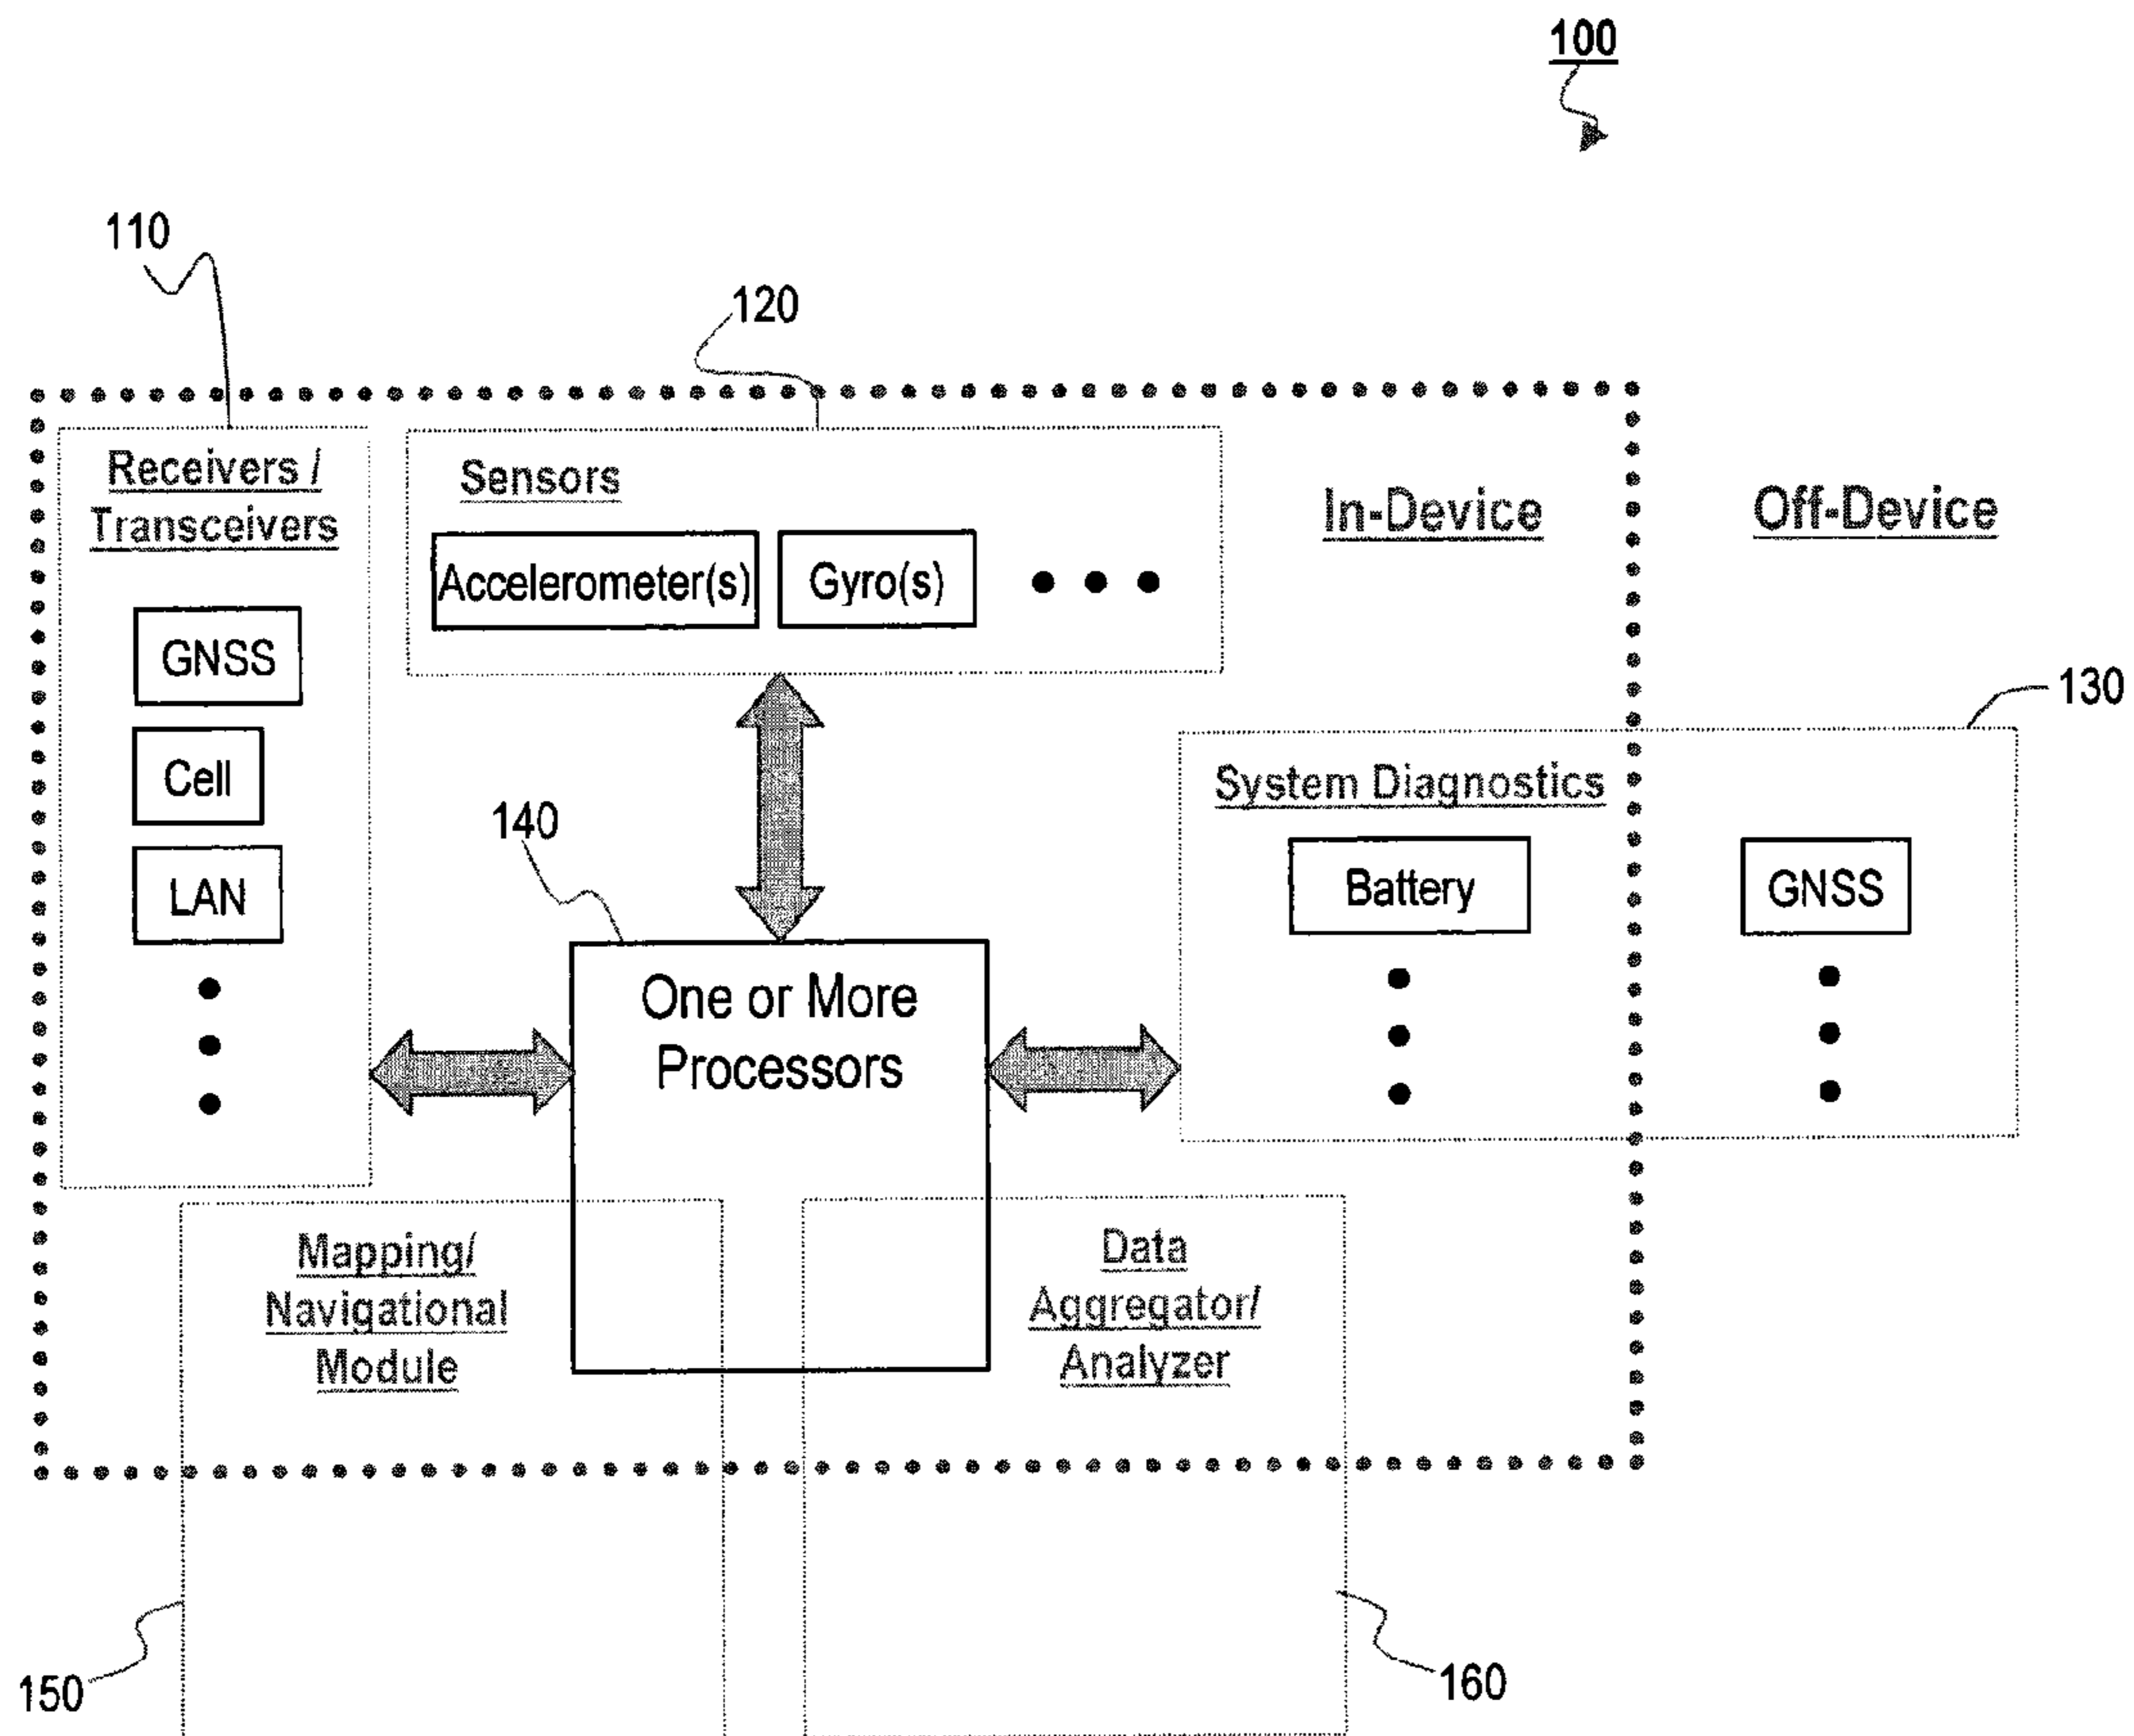 100
110
120
Receivers /
Transceivers
Sensors
In-Device
Off-Device
Accelerometer(s)
Gyro(s)
GNSS
130
Cell
System Diagnostics
140
LAN
Battery
GNSS
One or More
Processors
Mapping/
Navigational
Module
Data
Aggregator/
Analyzer
150
160